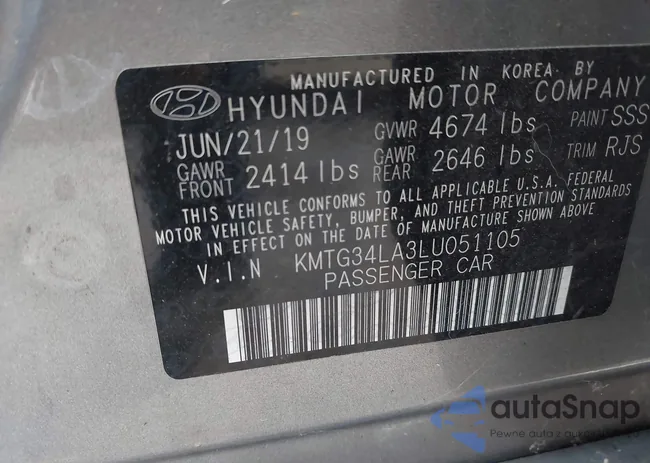 MANUFACTURED IN KOREA BY
HYUNDAI MOTOR COMPANY
JUN/21/19 GVWR 4674 lbs PAINT SSS
GAWR FRONT 2414 lbs GAWR REAR 2646 lbs TRIM RJS
THIS VEHICLE CONFORMS TO ALL APPLICABLE U.S.A. FEDERAL
MOTOR VEHICLE SAFETY, BUMPER, AND THEFT PREVENTION STANDARDS
IN EFFECT ON THE DATE OF MANUFACTURE SHOWN ABOVE
V.I.N KMTG34LA3LU051105
PASSENGER CAR
autaSnap
Pewne auta z